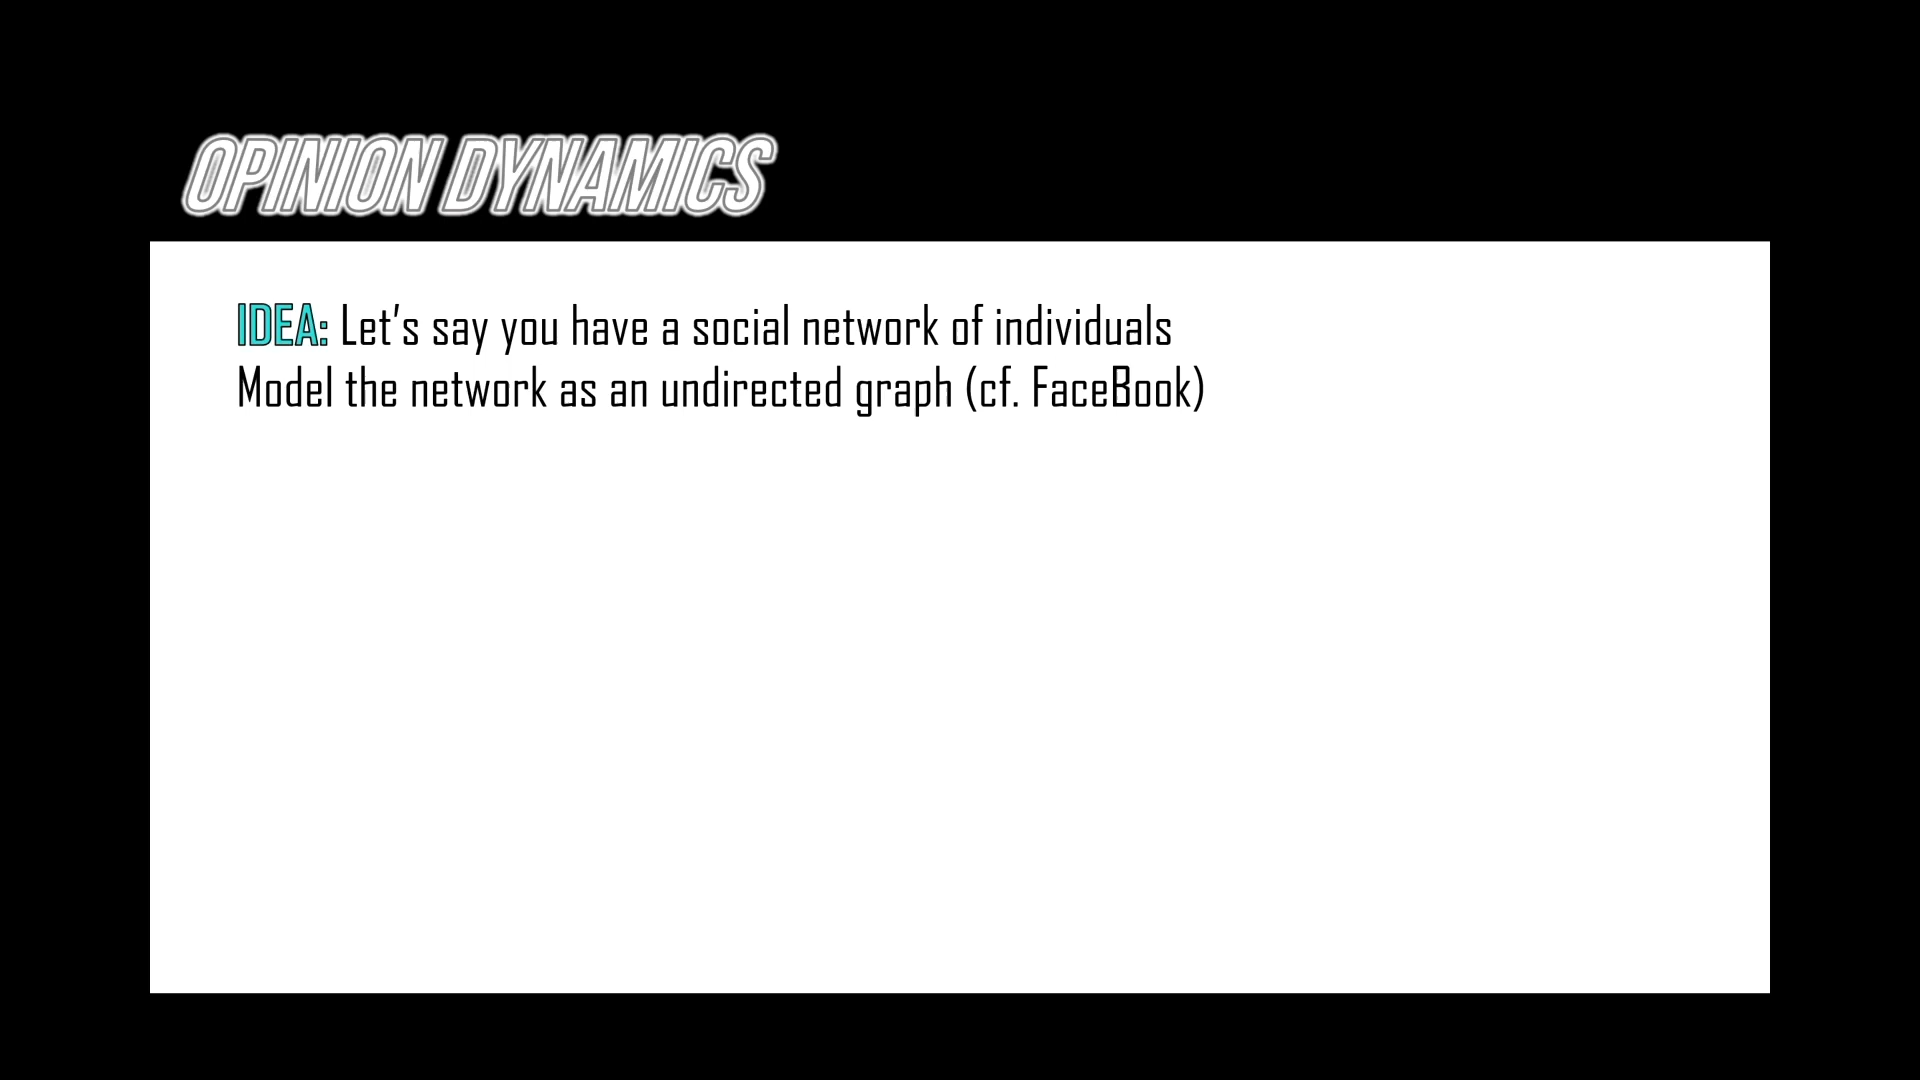 OPINION DYNAMICS
IDEA: Let's say you have a social network of individuals
Model the network as an undirected graph (cf. FaceBook)